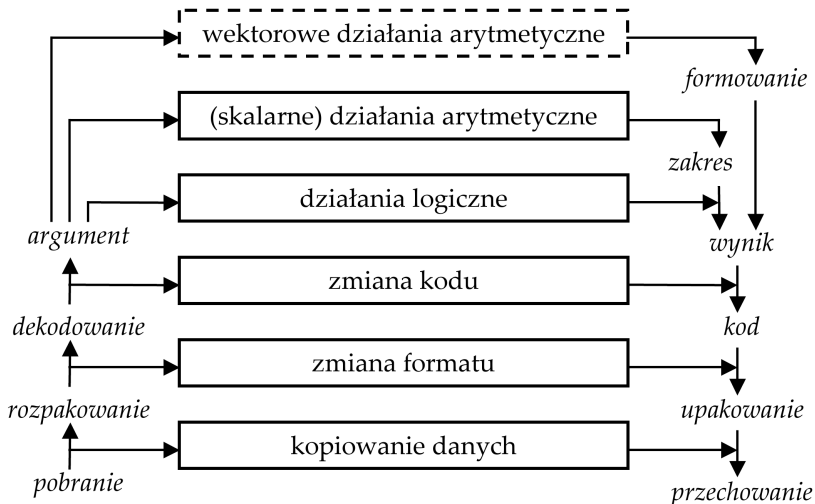 wektorowe działania arytmetyczne
formowanie
(skalarne) działania arytmetyczne
zakres
działania logiczne
argument
wynik
zmiana kodu
dekodowanie
kod
zmiana formatu
rozpakowanie
upakowanie
kopiowanie danych
pobranie
przechowanie